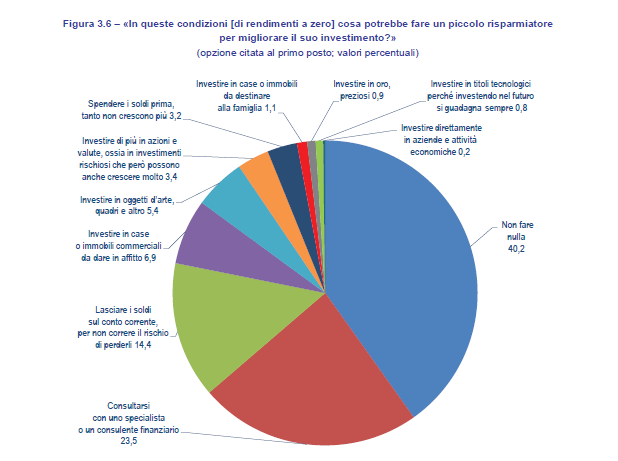 Figura 3.6 – «In queste condizioni [di rendimenti a zero] cosa potrebbe fare un piccolo risparmiatore
per migliorare il suo investimento?»
(opzione citata al primo posto; valori percentuali)
Investire in case o immobili
da destinare
alla famiglia 1,1
Investire in oro,
preziosi 0,9
Investire in titoli tecnologici
perché investendo nel futuro
si guadagna sempre 0,8
Spendere i soldi prima,
tanto non crescono più 3,2
Investire direttamente
in aziende e attività
economiche 0,2
Investire di più in azioni e
valute, ossia in investimenti
rischiosi che però possono
anche crescere molto 3,4
Investire in oggetti d'arte,
quadri e altro 5,4
Non fare
nulla
40,2
Investire in case
o immobili commerciali
da dare in affitto 6,9
Lasciare i soldi
sul conto corrente,
per non correre il rischio
di perderli 14,4
Consultarsi
con uno specialista
o un consulente finanziario
23,5